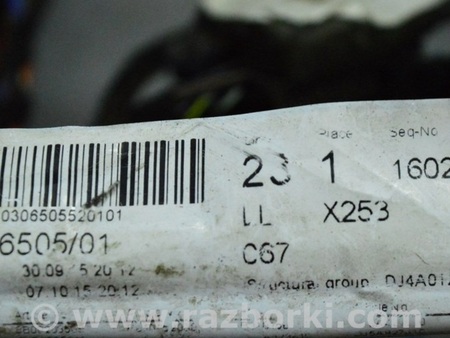 Place Seq-No
23 1 1602
0306505520101
LL X253
6505/01
C67
30.09 15 20:12
Structural group DJ4A01
07.10 15 20:12
www.razborki.com